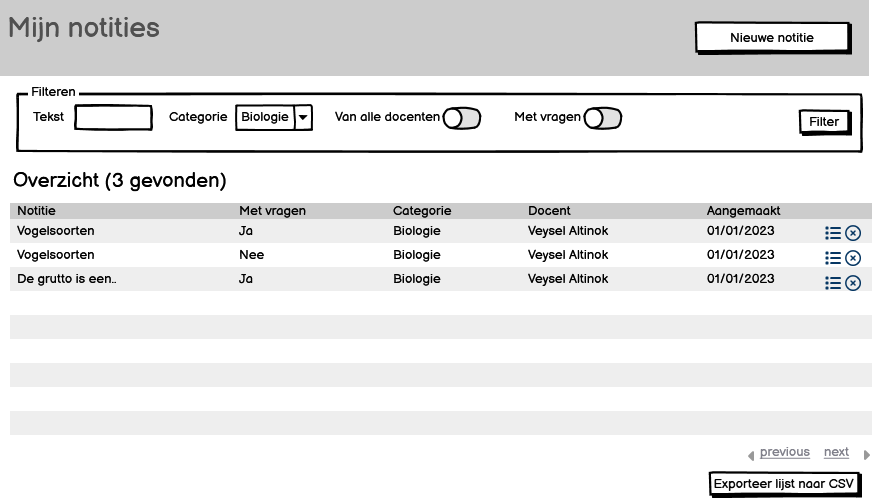 Mijn notities
Nieuwe notitie
Filteren
Tekst Categorie Biologie Van alle docenten Met vragen Filter
Overzicht (3 gevonden)
Notitie Met vragen Categorie Docent Aangemaakt
Vogelsoorten Ja Biologie Veysel Altinok 01/01/2023
Vogelsoorten Nee Biologie Veysel Altinok 01/01/2023
De grutto is een.. Ja Biologie Veysel Altinok 01/01/2023
previous next
Exporteer lijst naar CSV